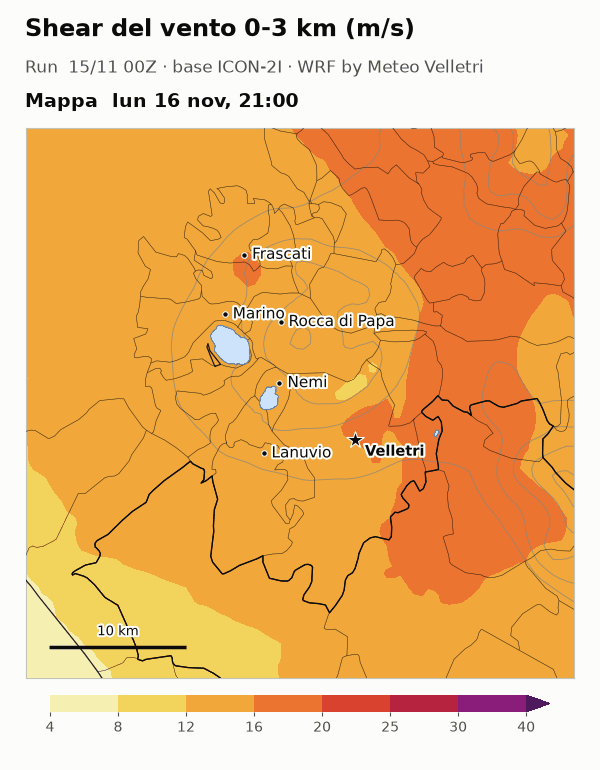 Shear del vento 0-3 km (m/s)
Run  15/11 00Z · base ICON-2I · WRF by Meteo Velletri
Mappa  lun 16 nov, 21:00
Frascati
Marino
Rocca di Papa
Nemi
Velletri
Lanuvio
10 km
4 8 12 16 20 25 30 40